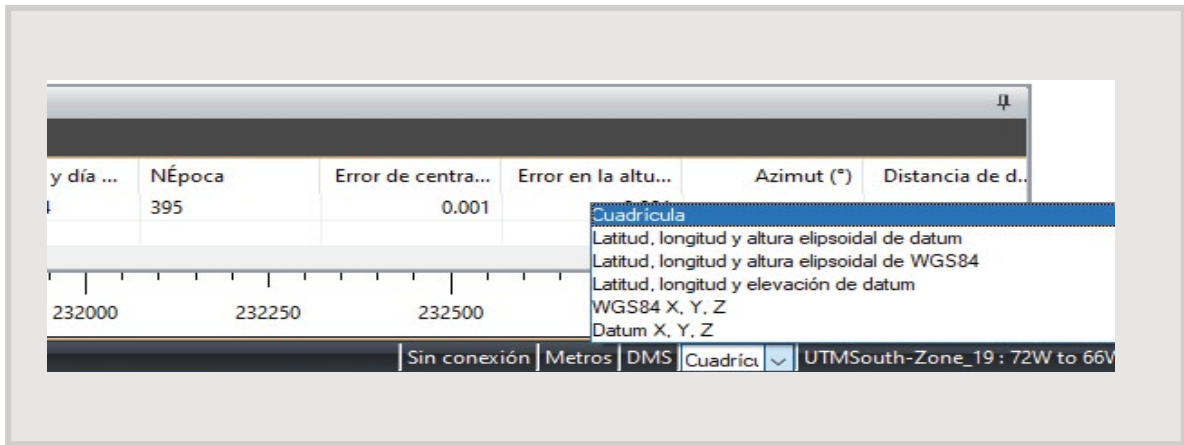 y día ... NÉpoca Error de centra... Error en la altu... Azimut (°) Distancia de d..
395 0.001
Cuadrícula
Latitud, longitud y altura elipsoidal de datum
Latitud, longitud y altura elipsoidal de WGS84
Latitud, longitud y elevación de datum
WGS84 X, Y, Z
Datum X, Y, Z
232000 232250 232500
Sin conexión Metros DMS Cuadríc UTMSouth-Zone_19 : 72W to 66W